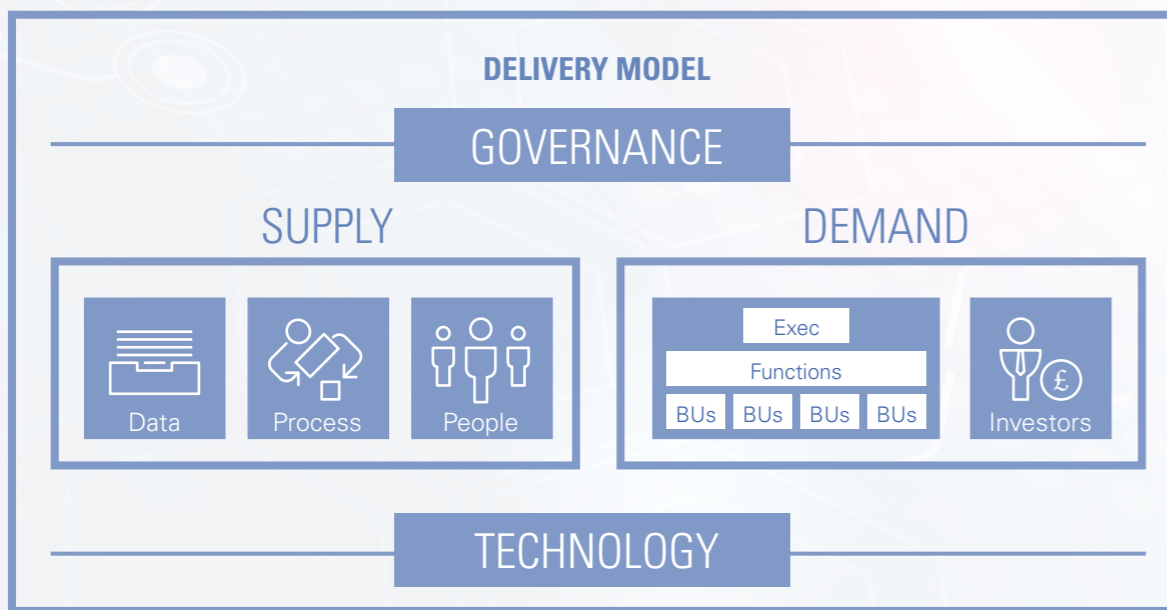 DELIVERY MODEL
GOVERNANCE
SUPPLY
Data
Process
People
DEMAND
Exec
Functions
BUs BUs BUs BUs
£
Investors
TECHNOLOGY